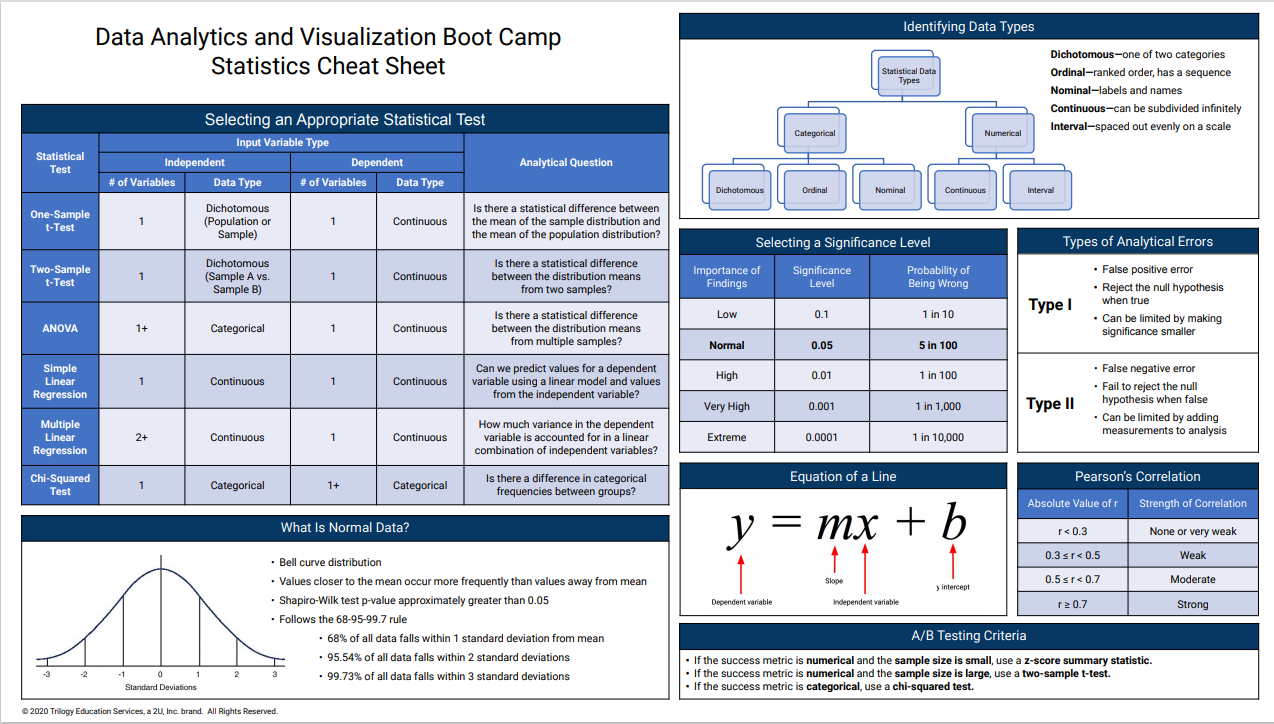 Data Analytics and Visualization Boot Camp
Statistics Cheat Sheet
Selecting an Appropriate Statistical Test
Statistical
Test
Input Variable Type
Independent
Dependent
# of Variables
Data Type
# of Variables
Data Type
Analytical Question
One-Sample
t-Test
1
Dichotomous
(Population or
Sample)
1
Continuous
Is there a statistical difference between
the mean of the sample distribution and
the mean of the population distribution?
Two-Sample
t-Test
1
Dichotomous
(Sample A vs.
Sample B)
1
Continuous
Is there a statistical difference
between the distribution means
from two samples?
ANOVA
1+
Categorical
1
Continuous
Is there a statistical difference
between the distribution means
from multiple samples?
Simple
Linear
Regression
1
Continuous
1
Continuous
Can we predict values for a dependent
variable using a linear model and values
from the independent variable?
Multiple
Linear
Regression
2+
Continuous
1
Continuous
How much variance in the dependent
variable is accounted for in a linear
combination of independent variables?
Chi-Squared
Test
1
Categorical
1+
Categorical
Is there a difference in categorical
frequencies between groups?
What Is Normal Data?
-3 -2 -1 0 1 2 3
Standard Deviations
• Bell curve distribution
• Values closer to the mean occur more frequently than values away from mean
• Shapiro-Wilk test p-value approximately greater than 0.05
• Follows the 68-95-99.7 rule
• 68% of all data falls within 1 standard deviation from mean
• 95.54% of all data falls within 2 standard deviations
• 99.73% of all data falls within 3 standard deviations
© 2020 Trilogy Education Services, a 2U, Inc. brand. All Rights Reserved.
Identifying Data Types
Statistical Data
Types
Categorical
Numerical
Dichotomous
Ordinal
Nominal
Continuous
Interval
Dichotomous—one of two categories
Ordinal—ranked order, has a sequence
Nominal—labels and names
Continuous—can be subdivided infinitely
Interval—spaced out evenly on a scale
Selecting a Significance Level
Importance of
Findings
Significance
Level
Probability of
Being Wrong
Low 0.1 1 in 10
Normal 0.05 5 in 100
High 0.01 1 in 100
Very High 0.001 1 in 1,000
Extreme 0.0001 1 in 10,000
Types of Analytical Errors
Type I
• False positive error
• Reject the null hypothesis
when true
• Can be limited by making
significance smaller
Type II
• False negative error
• Fail to reject the null
hypothesis when false
• Can be limited by adding
measurements to analysis
Equation of a Line
y = mx + b
Slope
y intercept
Dependent variable
Independent variable
Pearson's Correlation
Absolute Value of r Strength of Correlation
r < 0.3 None or very weak
0.3 ≤ r < 0.5 Weak
0.5 ≤ r < 0.7 Moderate
r ≥ 0.7 Strong
A/B Testing Criteria
• If the success metric is numerical and the sample size is small, use a z-score summary statistic.
• If the success metric is numerical and the sample size is large, use a two-sample t-test.
• If the success metric is categorical, use a chi-squared test.